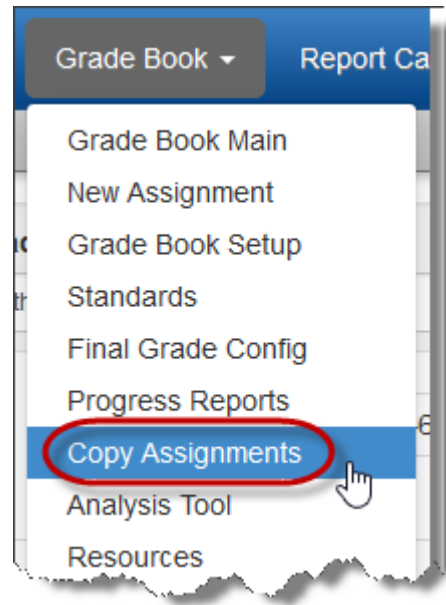 Grade Book Report Ca
Grade Book Main
New Assignment
Grade Book Setup
Standards
Final Grade Config
Progress Reports
Copy Assignments
Analysis Tool
Resources